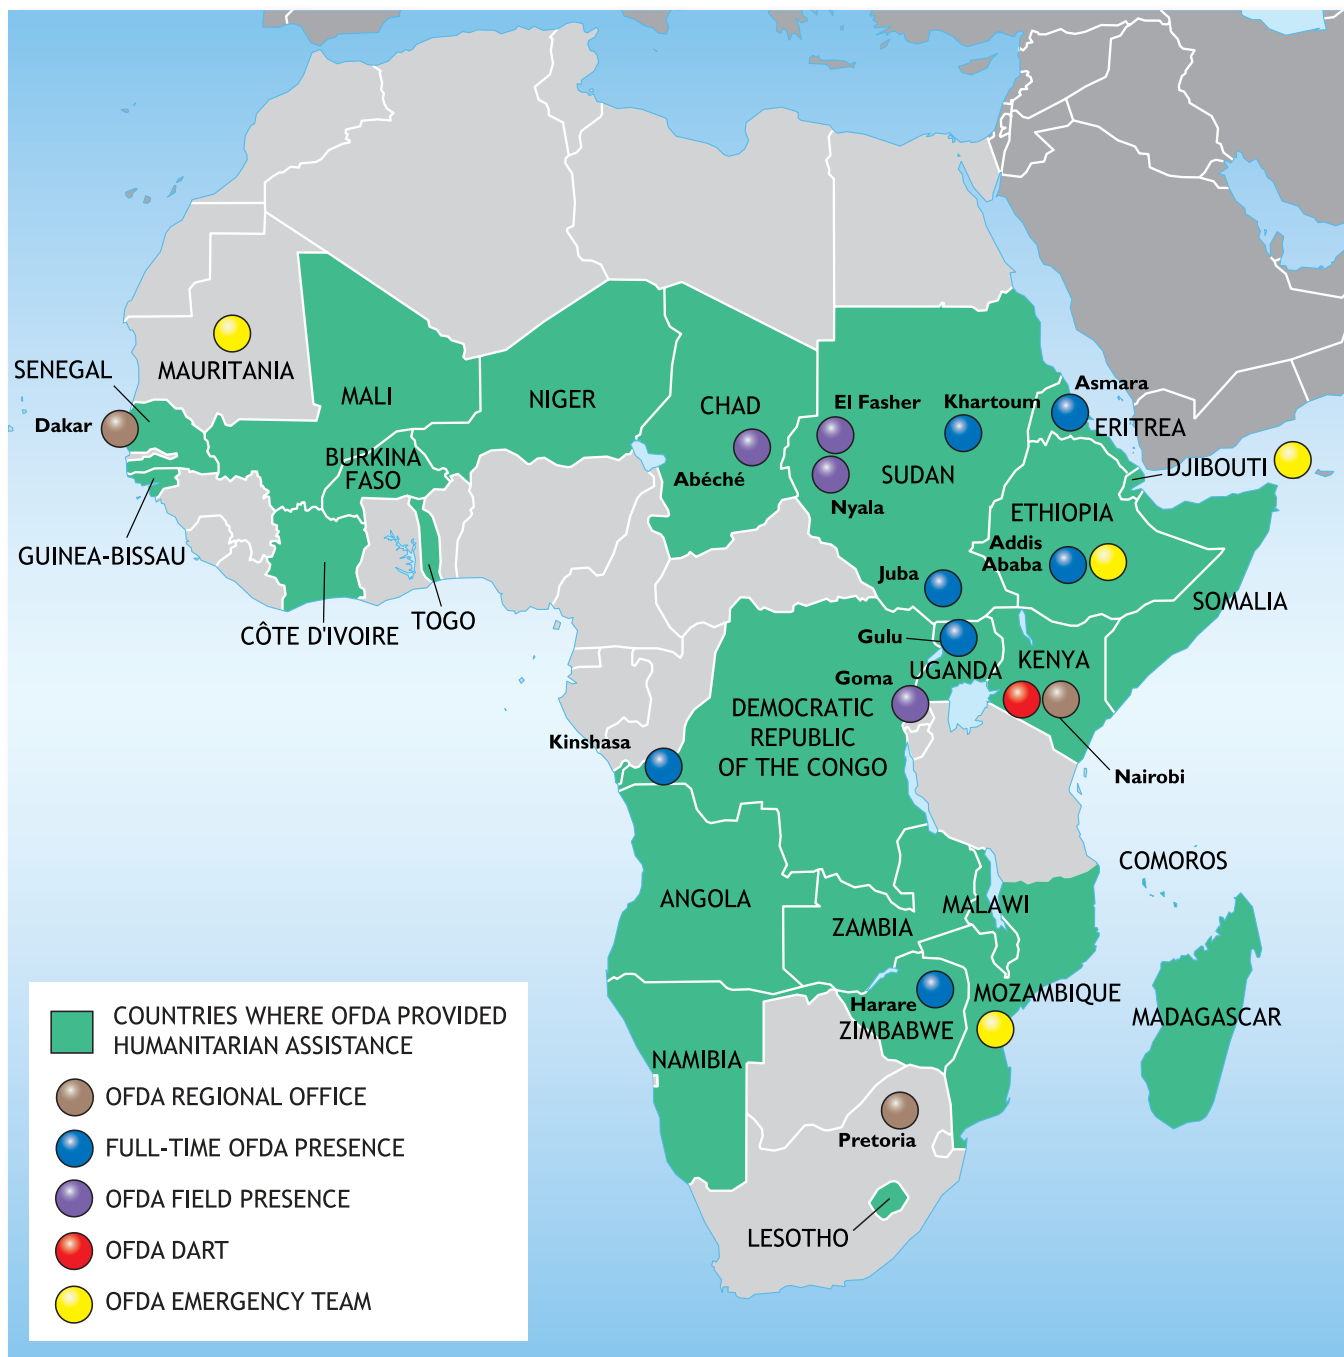 SENEGAL
MAURITANIA
Dakar
MALI
NIGER
CHAD
El Fasher
Khartoum
Asmara
ERITREA
BURKINA
FASO
Abéché
Nyala
SUDAN
DJIBOUTI
ETHIOPIA
GUINEA-BISSAU
Addis
Ababa
Juba
SOMALIA
CÔTE D'IVOIRE
TOGO
Gulu
UGANDA
KENYA
Goma
DEMOCRATIC
REPUBLIC
OF THE CONGO
Kinshasa
Nairobi
COMOROS
ANGOLA
ZAMBIA
MALAWI
Harare
ZIMBABWE
MOZAMBIQUE
MADAGASCAR
NAMIBIA
Pretoria
LESOTHO
COUNTRIES WHERE OFDA PROVIDED
HUMANITARIAN ASSISTANCE
OFDA REGIONAL OFFICE
FULL-TIME OFDA PRESENCE
OFDA FIELD PRESENCE
OFDA DART
OFDA EMERGENCY TEAM